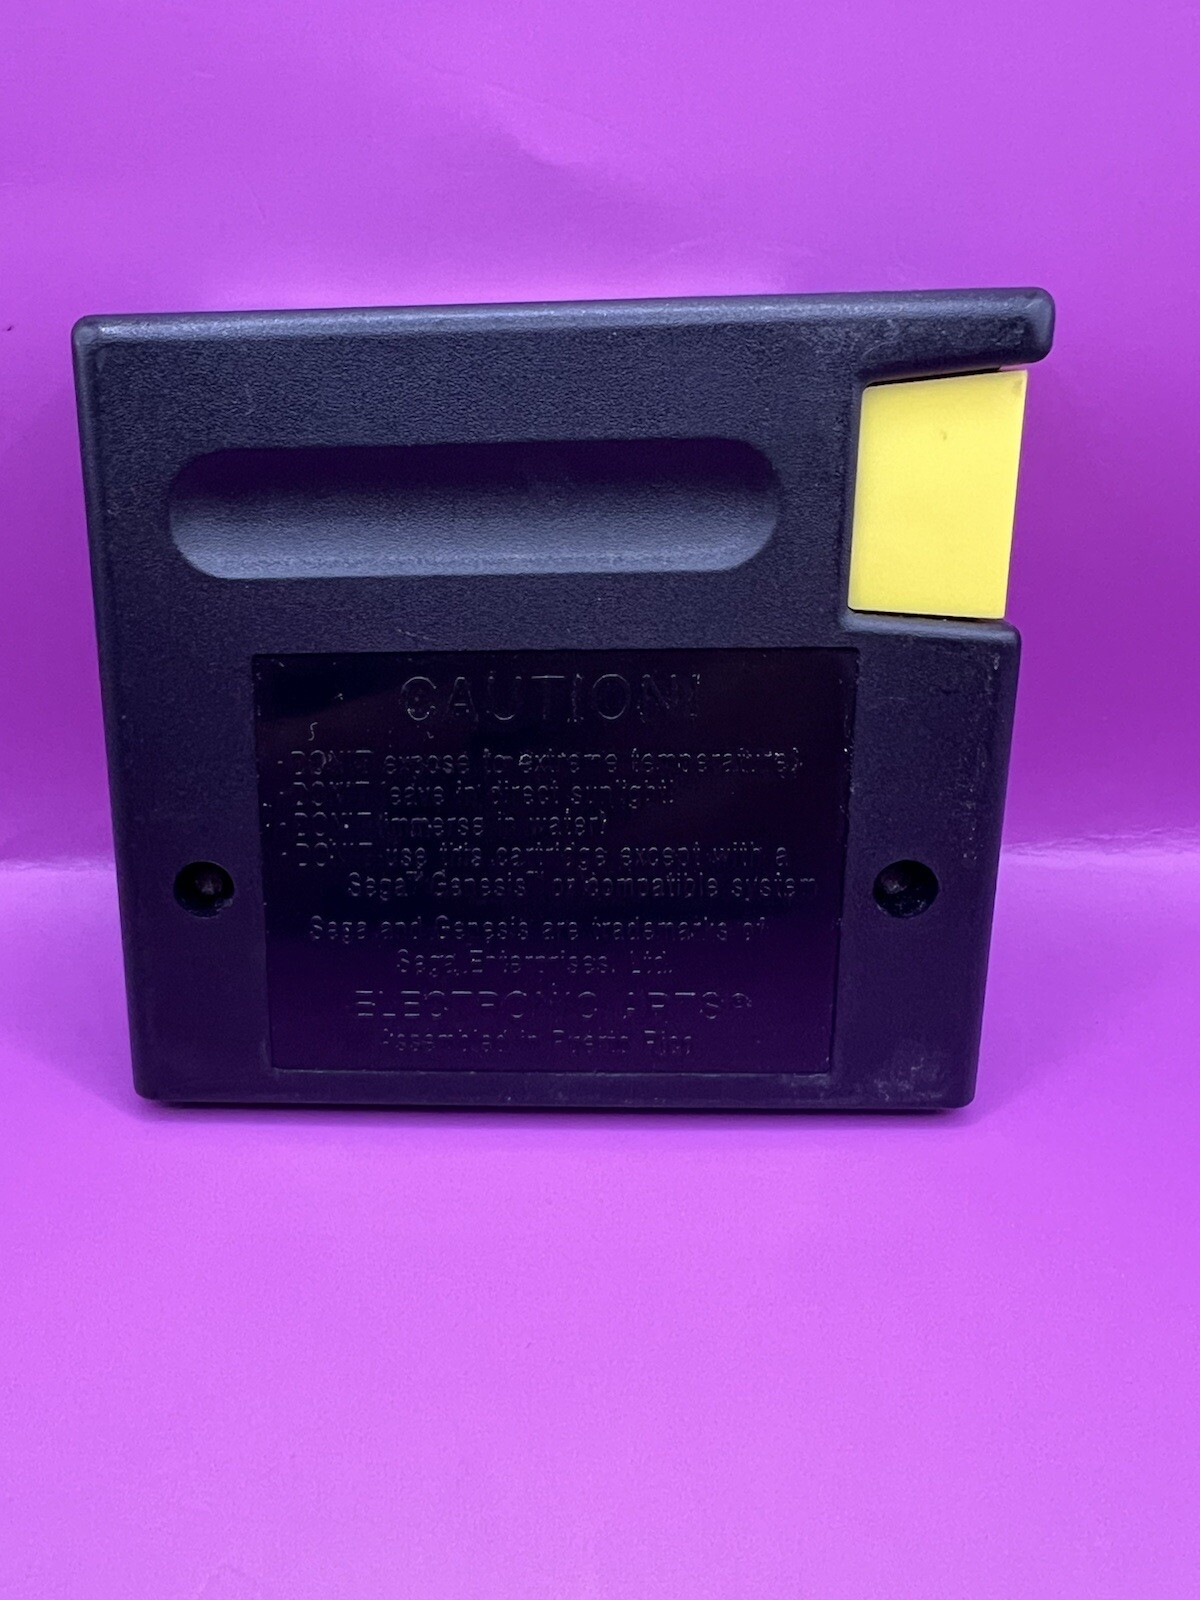 CAUTION!
- DON'T expose to extreme temperatures!
- DON'T leave in direct sunlight!
- DON'T immerse in water!
- DON'T use this cartridge except with a
Sega™ Genesis™ or compatible system
Sega and Genesis are trademarks of
Sega Enterprises, Ltd.
ELECTRONIC ARTS®
Assembled in Puerto Rico